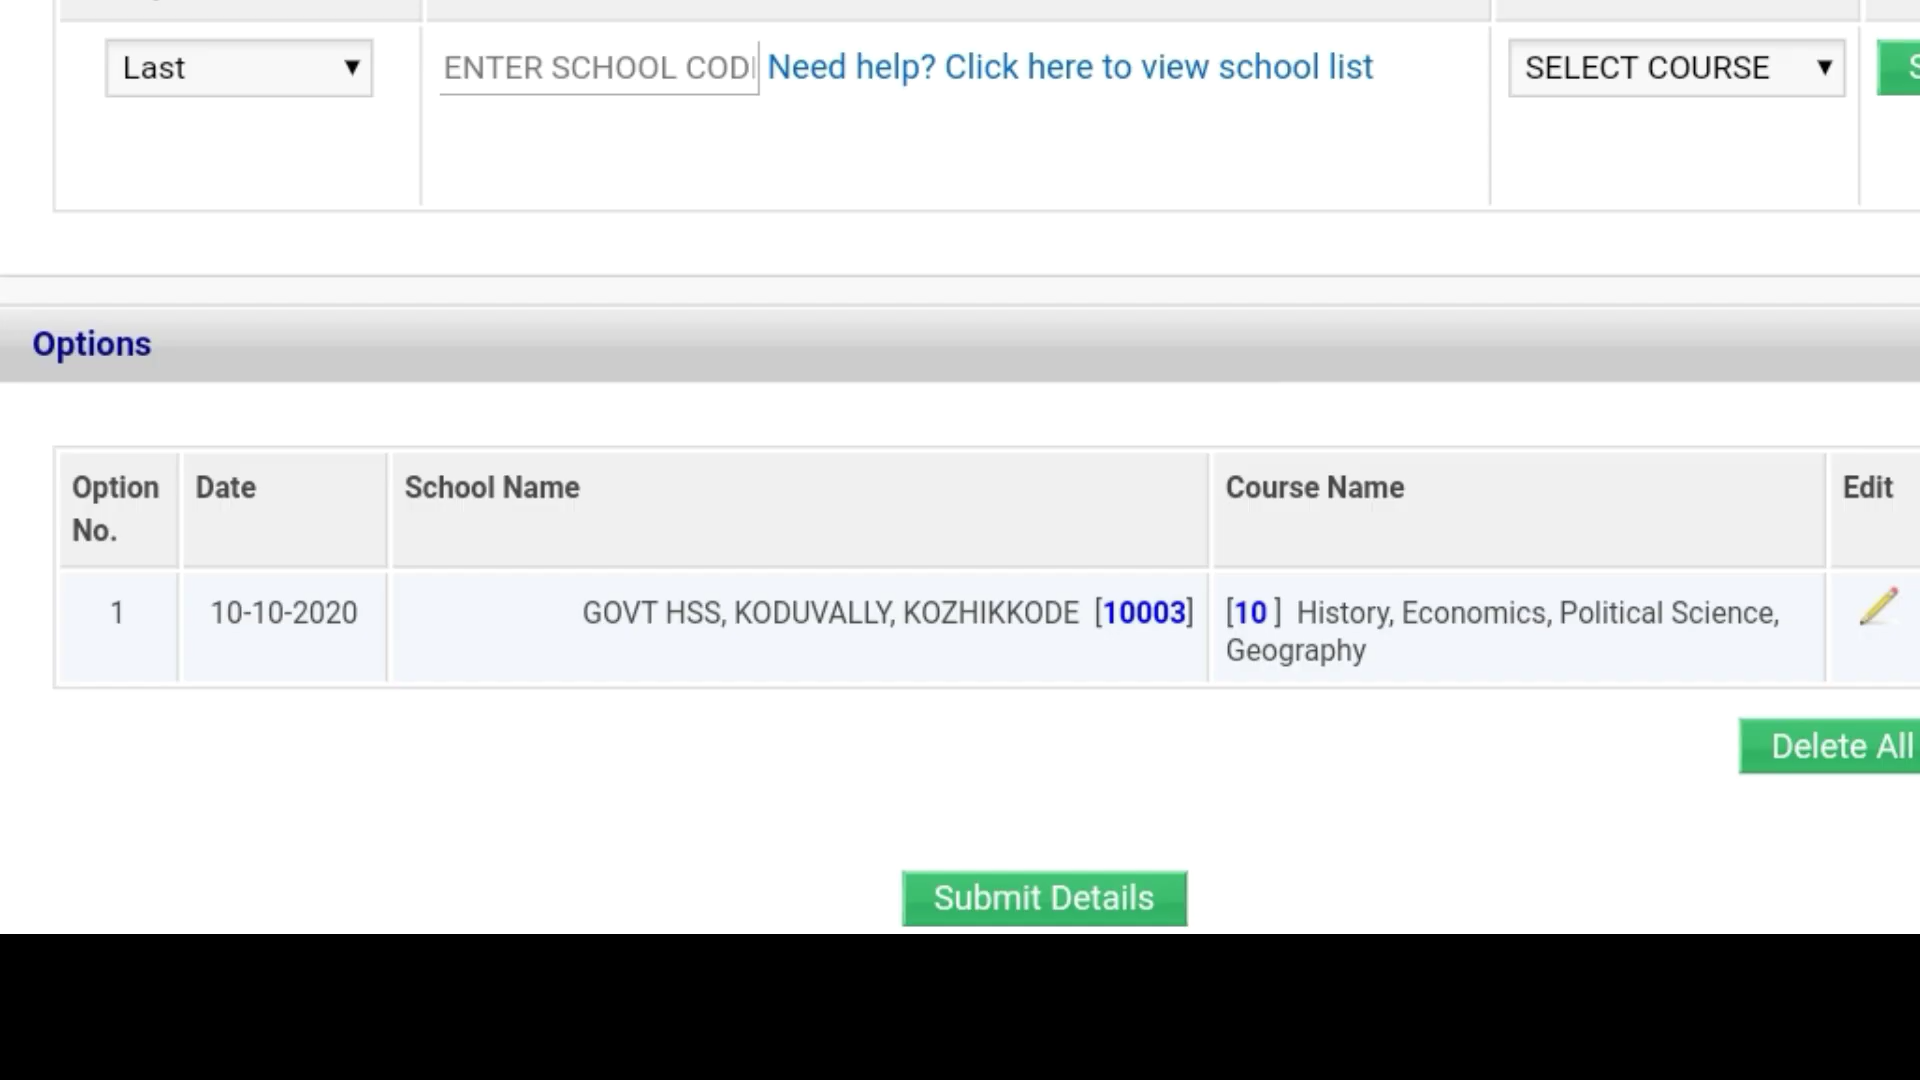 Last
ENTER SCHOOL COD
Need help? Click here to view school list
SELECT COURSE
Options
Option No.
Date
School Name
Course Name
Edit
1
10-10-2020
GOVT HSS, KODUVALLY, KOZHIKKODE [10003]
[10 ] History, Economics, Political Science,
Geography
Delete All
Submit Details